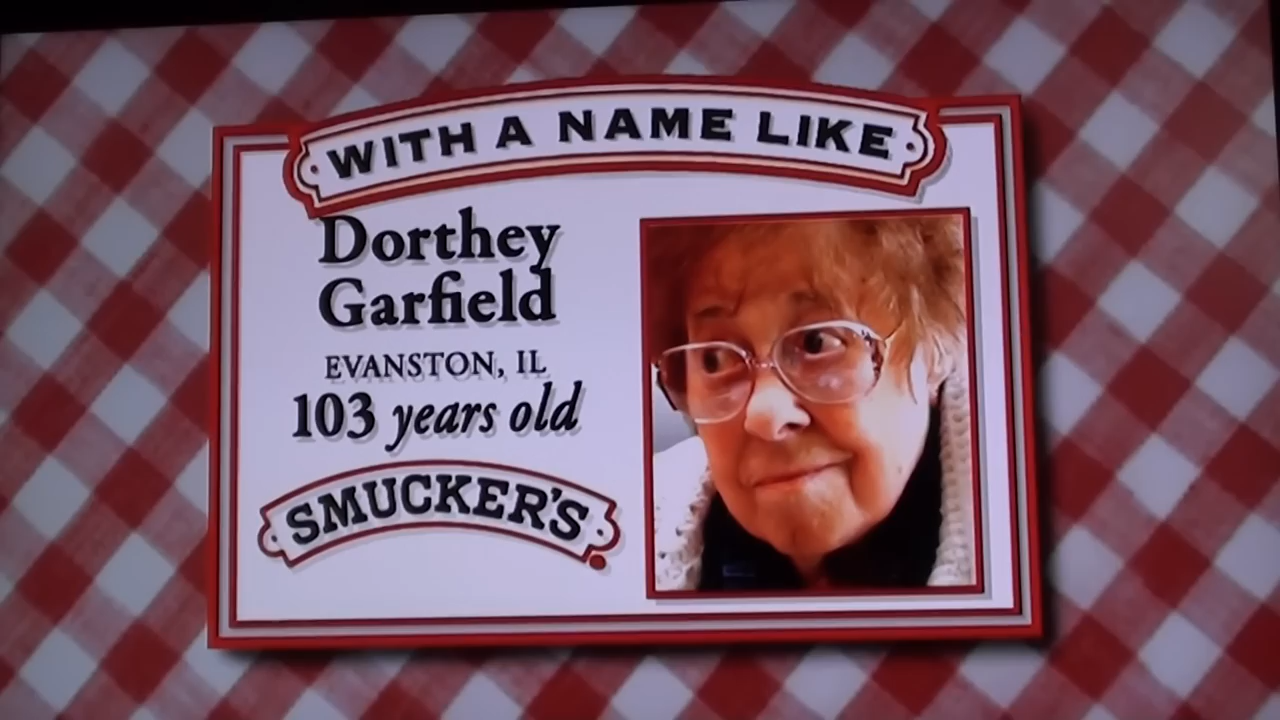 WITH A NAME LIKE
Dorthey
Garfield
EVANSTON, IL
103 years old
SMUCKER'S